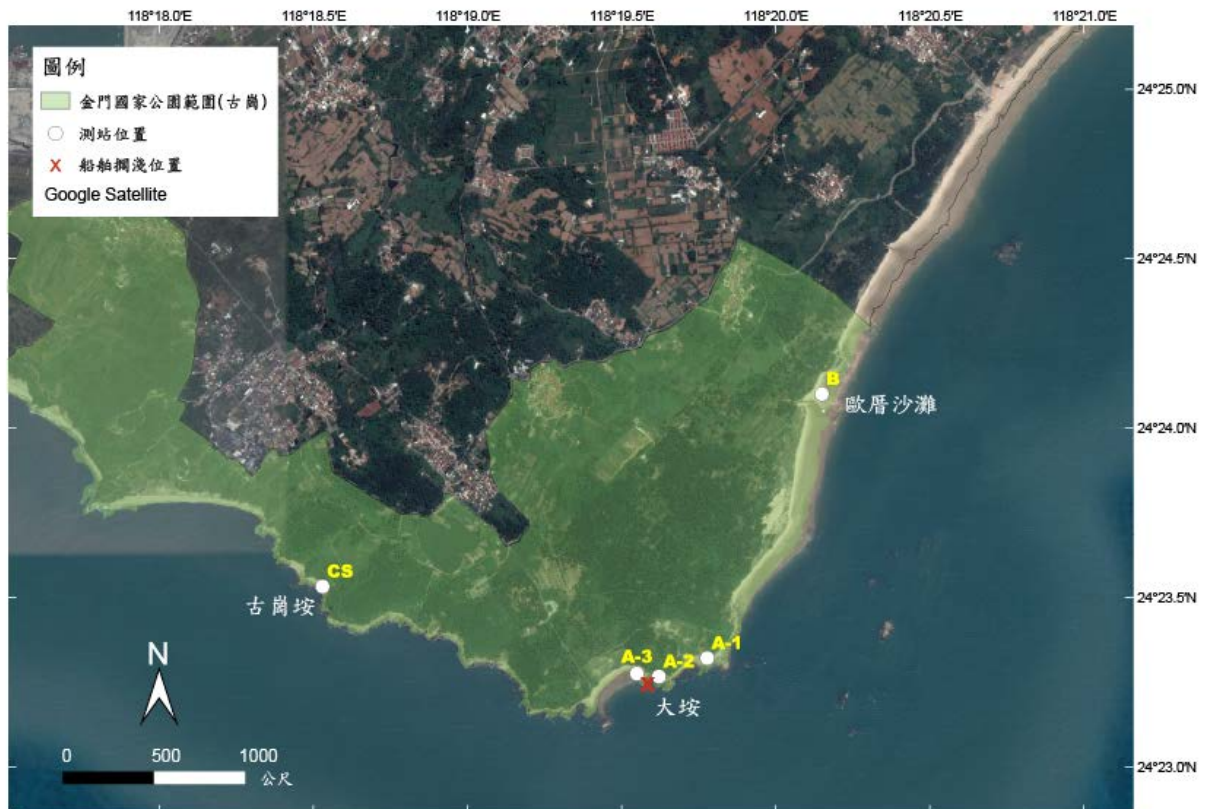 118°18.0'E 118°18.5'E 118°19.0'E 118°19.5'E 118°20.0'E 118°20.5'E 118°21.0'E
圖例
金門國家公園範圍(古崗)
測站位置
X 船舶擱淺位置
Google Satellite
24°25.0'N
24°24.5'N
B
歐厝沙灘
24°24.0'N
CS
古崗垵
24°23.5'N
A-1
A-3 A-2
大垵
N
0 500 1000
公尺
24°23.0'N